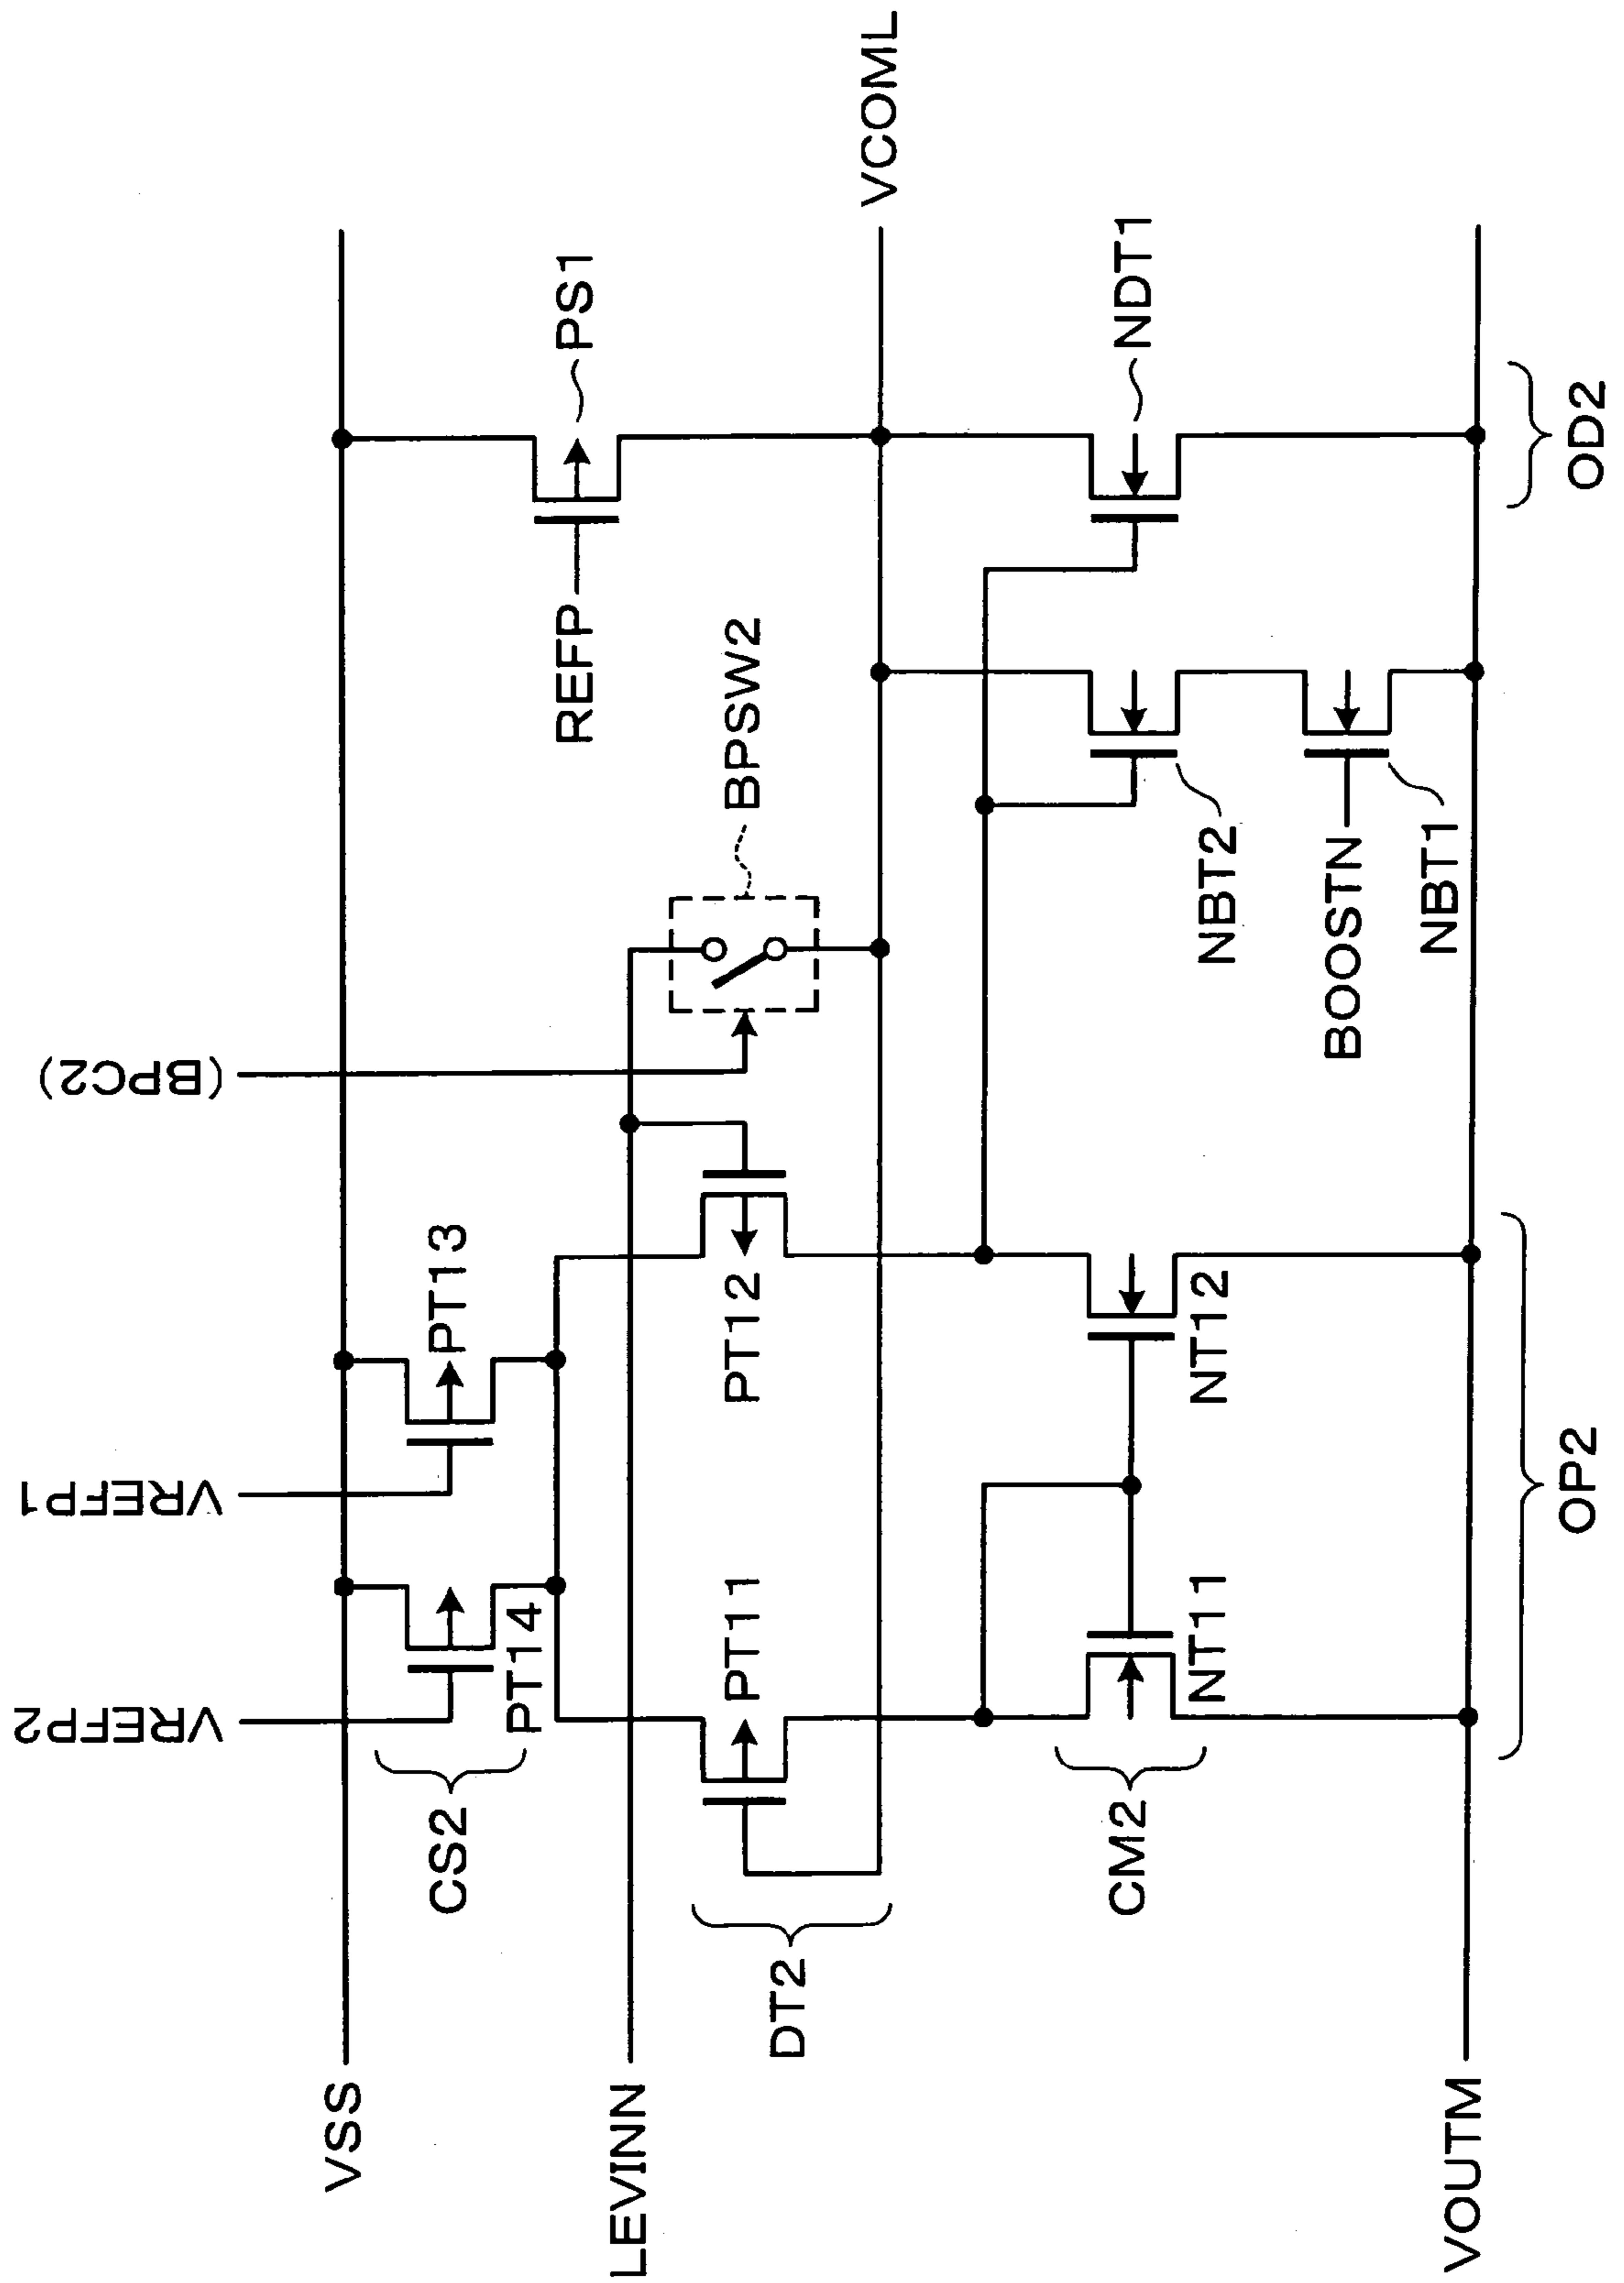 VREFP2
VREFP1
(BPC2)
VSS
CS2
PT14
PT13
PS1
REFP
BPSW2
LEVINN
DT2
PT11
PT12
VCOML
CM2
NT11
NT12
NBT2
BOOSTN
NBT1
NDT1
VOUTM
OP2
OD2